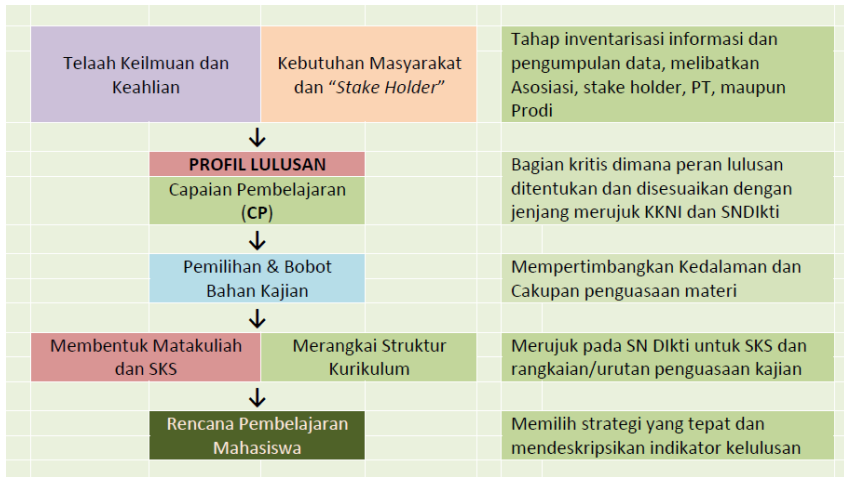 Telaah Keilmuan dan
Keahlian
Kebutuhan Masyarakat
dan “Stake Holder”
Tahap inventarisasi informasi dan
pengumpulan data, melibatkan
Asosiasi, stake holder, PT, maupun
Prodi
PROFIL LULUSAN
Capaian Pembelajaran
(CP)
Bagian kritis dimana peran lulusan
ditentukan dan disesuaikan dengan
jenjang merujuk KKNI dan SNDIkti
Pemilihan & Bobot
Bahan Kajian
Mempertimbangkan Kedalaman dan
Cakupan penguasaan materi
Membentuk Matakuliah
dan SKS
Merangkai Struktur
Kurikulum
Merujuk pada SN DIkti untuk SKS dan
rangkaian/urutan penguasaan kajian
Rencana Pembelajaran
Mahasiswa
Memilih strategi yang tepat dan
mendeskripsikan indikator kelulusan